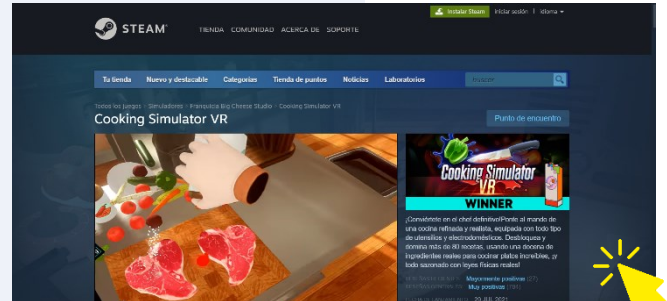 Instalar Steam Iniciar sesión | idioma
STEAM® TIENDA COMUNIDAD ACERCA DE SOPORTE
Tu tienda Nuevo y destacable Categorías Tienda de puntos Noticias Laboratorios buscar
Todos los juegos > Simuladores > Franquicia Big Cheese Studio > Cooking Simulator VR
Cooking Simulator VR
Punto de encuentro
Cooking Simulator
VR
WINNER
¡Conviértete en el chef definitivo!Ponte al mando de
una cocina refinada y realista, equipada con todo tipo
de utensilios y electrodomésticos. Desbloquea y
domina más de 80 recetas, usando una docena de
ingredientes reales para cocinar platos increíbles, ¡y
todo sazonado con leyes físicas reales!
Mayormente positivas
Muy positivas
29 JUL 2021